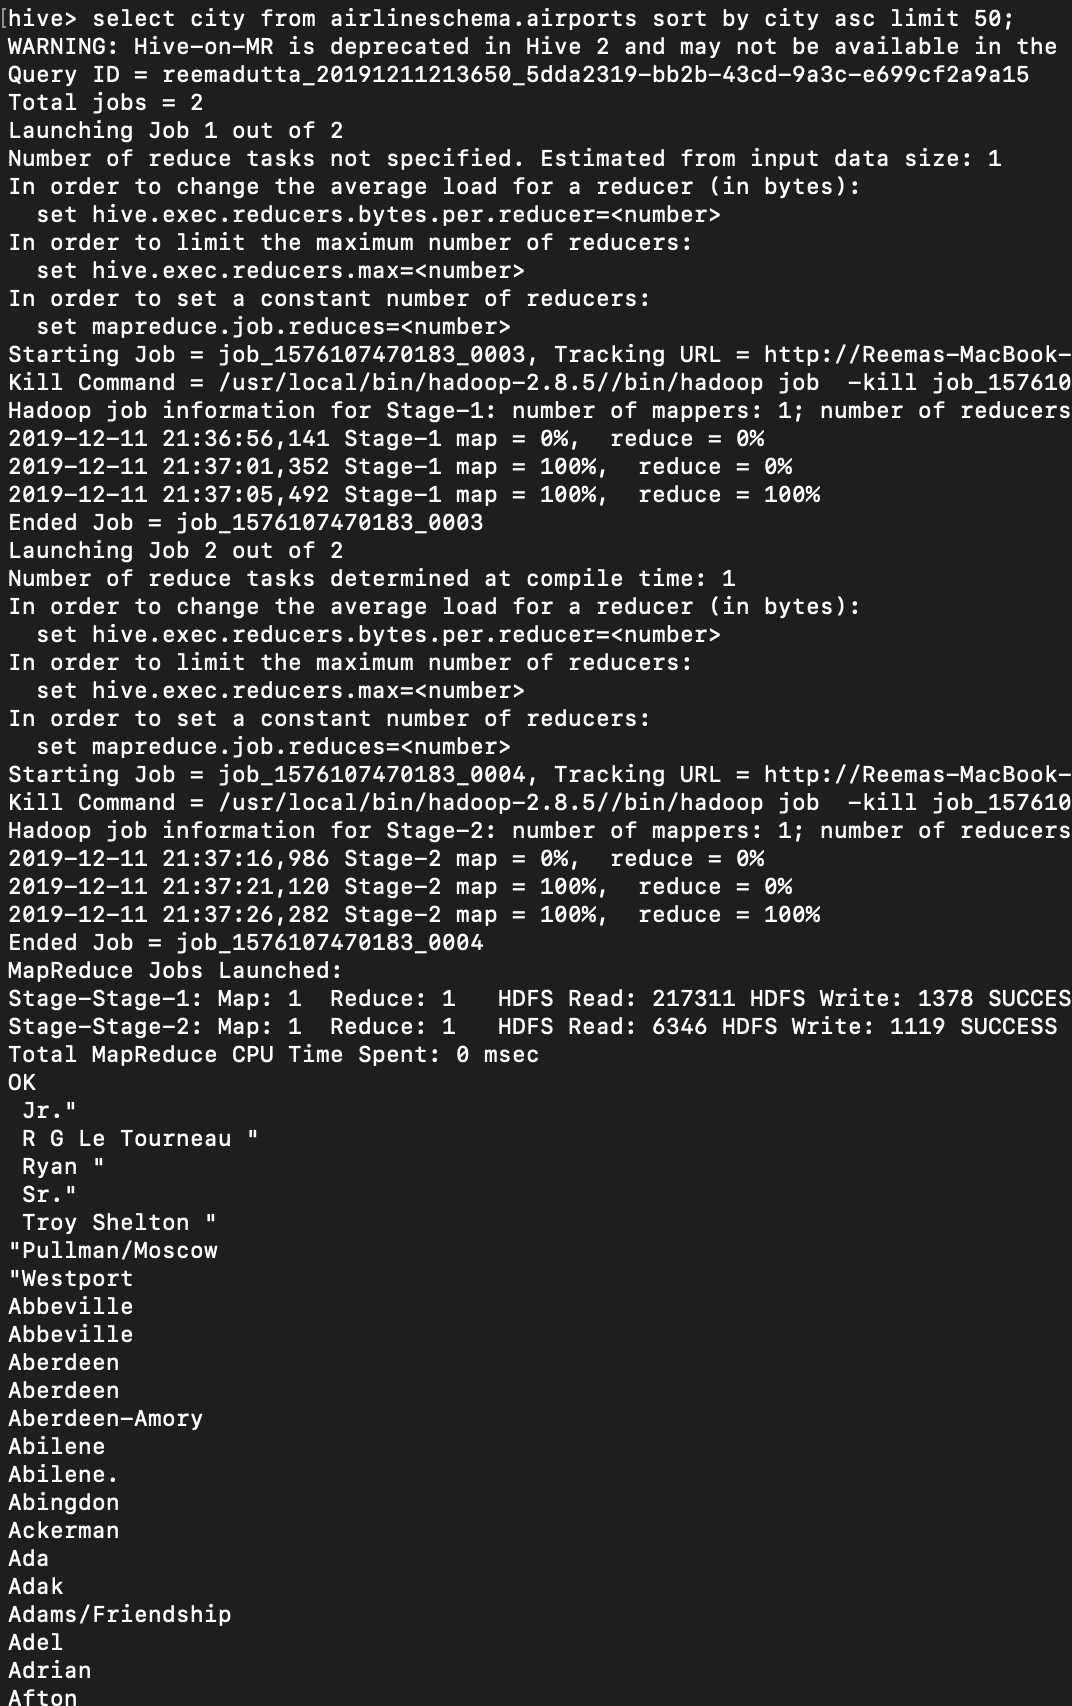 [hive> select city from airlineschema.airports sort by city asc limit 50;
WARNING: Hive-on-MR is deprecated in Hive 2 and may not be available in the
Query ID = reemadutta_20191211213650_5dda2319-bb2b-43cd-9a3c-e699cf2a9a15
Total jobs = 2
Launching Job 1 out of 2
Number of reduce tasks not specified. Estimated from input data size: 1
In order to change the average load for a reducer (in bytes):
  set hive.exec.reducers.bytes.per.reducer=<number>
In order to limit the maximum number of reducers:
  set hive.exec.reducers.max=<number>
In order to set a constant number of reducers:
  set mapreduce.job.reduces=<number>
Starting Job = job_1576107470183_0003, Tracking URL = http://Reemas-MacBook-
Kill Command = /usr/local/bin/hadoop-2.8.5//bin/hadoop job  -kill job_157610
Hadoop job information for Stage-1: number of mappers: 1; number of reducers
2019-12-11 21:36:56,141 Stage-1 map = 0%,  reduce = 0%
2019-12-11 21:37:01,352 Stage-1 map = 100%,  reduce = 0%
2019-12-11 21:37:05,492 Stage-1 map = 100%,  reduce = 100%
Ended Job = job_1576107470183_0003
Launching Job 2 out of 2
Number of reduce tasks determined at compile time: 1
In order to change the average load for a reducer (in bytes):
  set hive.exec.reducers.bytes.per.reducer=<number>
In order to limit the maximum number of reducers:
  set hive.exec.reducers.max=<number>
In order to set a constant number of reducers:
  set mapreduce.job.reduces=<number>
Starting Job = job_1576107470183_0004, Tracking URL = http://Reemas-MacBook-
Kill Command = /usr/local/bin/hadoop-2.8.5//bin/hadoop job  -kill job_157610
Hadoop job information for Stage-2: number of mappers: 1; number of reducers
2019-12-11 21:37:16,986 Stage-2 map = 0%,  reduce = 0%
2019-12-11 21:37:21,120 Stage-2 map = 100%,  reduce = 0%
2019-12-11 21:37:26,282 Stage-2 map = 100%,  reduce = 100%
Ended Job = job_1576107470183_0004
MapReduce Jobs Launched:
Stage-Stage-1: Map: 1  Reduce: 1   HDFS Read: 217311 HDFS Write: 1378 SUCCES
Stage-Stage-2: Map: 1  Reduce: 1   HDFS Read: 6346 HDFS Write: 1119 SUCCESS
Total MapReduce CPU Time Spent: 0 msec
OK
 Jr."
 R G Le Tourneau "
 Ryan "
 Sr."
 Troy Shelton "
"Pullman/Moscow
"Westport
Abbeville
Abbeville
Aberdeen
Aberdeen
Aberdeen-Amory
Abilene
Abilene.
Abingdon
Ackerman
Ada
Adak
Adams/Friendship
Adel
Adrian
Afton